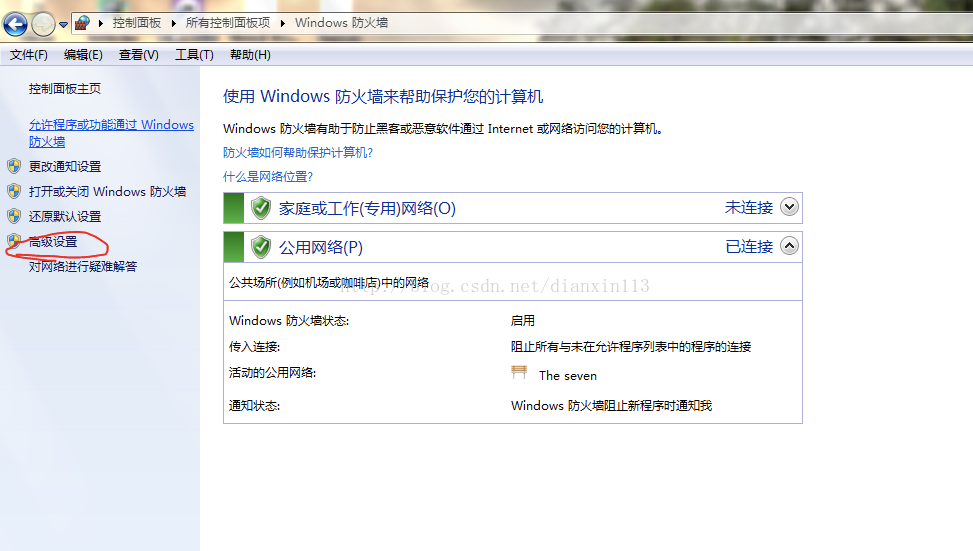 控制面板 ▸ 所有控制面板项 ▸ Windows 防火墙
文件(F) 编辑(E) 查看(V) 工具(T) 帮助(H)
控制面板主页
允许程序或功能通过 Windows
防火墙
更改通知设置
打开或关闭 Windows 防火墙
还原默认设置
高级设置
对网络进行疑难解答
使用 Windows 防火墙来帮助保护您的计算机
Windows 防火墙有助于防止黑客或恶意软件通过 Internet 或网络访问您的计算机。
防火墙如何帮助保护计算机?
什么是网络位置?
家庭或工作(专用)网络(O) 未连接
公用网络(P) 已连接
公共场所(例如机场或咖啡店)中的网络
http://blog.csdn.net/dianxin113
Windows 防火墙状态: 启用
传入连接: 阻止所有与未在允许程序列表中的程序的连接
活动的公用网络: The seven
通知状态: Windows 防火墙阻止新程序时通知我